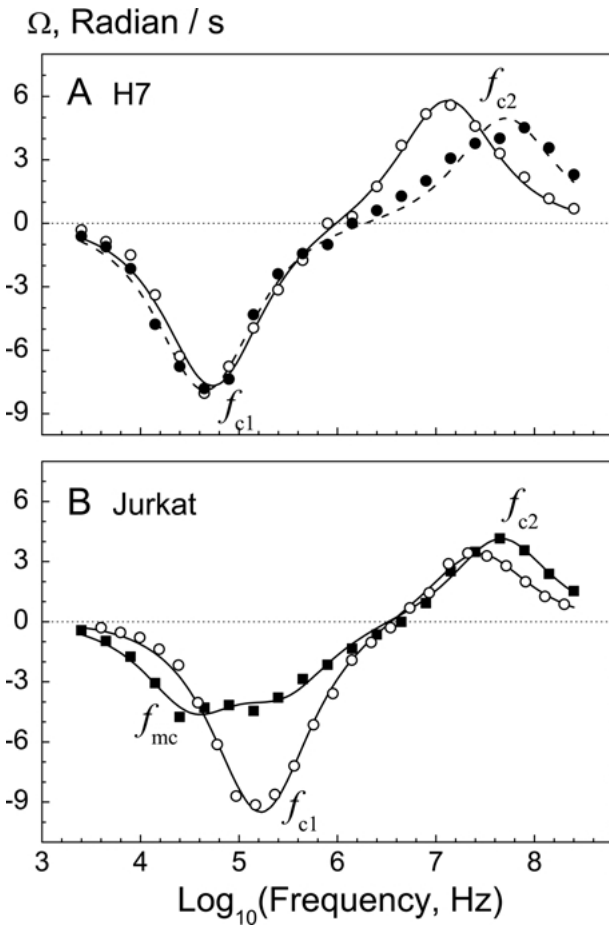 Ω, Radian / s
A H7
f_c2
6
3
0
-3
-6
-9
f_c1
B Jurkat
f_c2
6
3
0
-3
-6
-9
f_mc
f_c1
3 4 5 6 7 8
Log₁₀(Frequency, Hz)